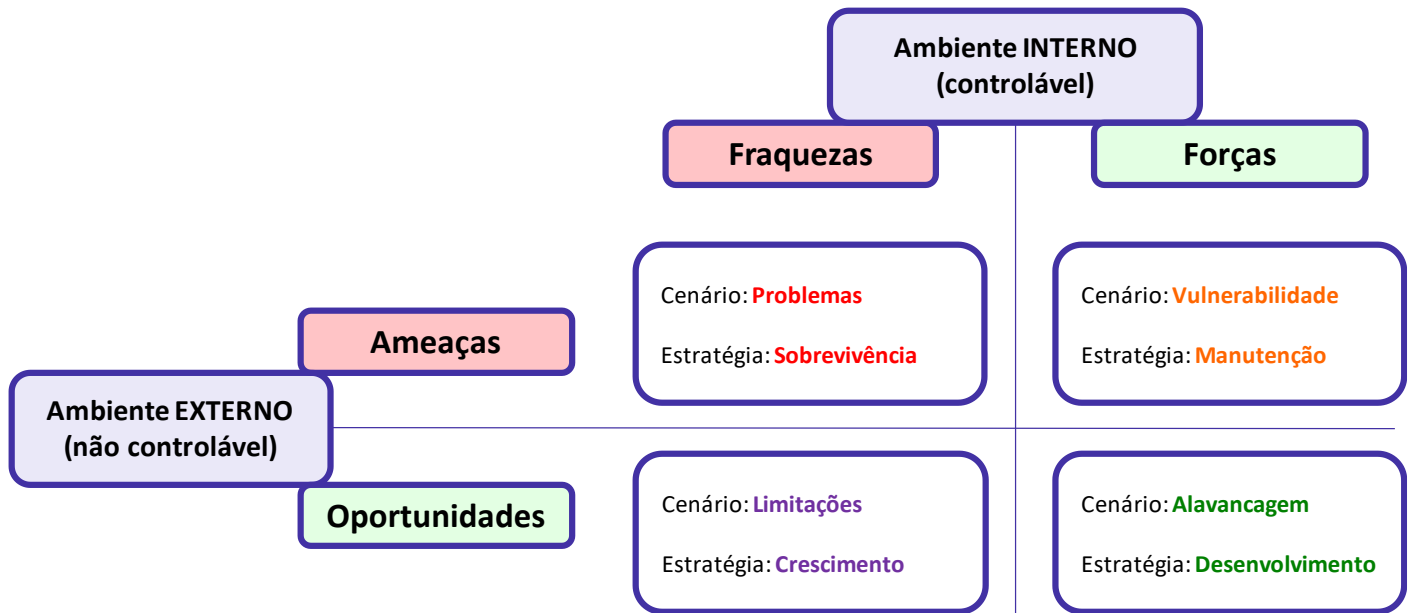 Ambiente INTERNO
(controlável)
Fraquezas
Forças
Cenário: Problemas
Estratégia: Sobrevivência
Cenário: Vulnerabilidade
Estratégia: Manutenção
Ameaças
Ambiente EXTERNO
(não controlável)
Oportunidades
Cenário: Limitações
Estratégia: Crescimento
Cenário: Alavancagem
Estratégia: Desenvolvimento